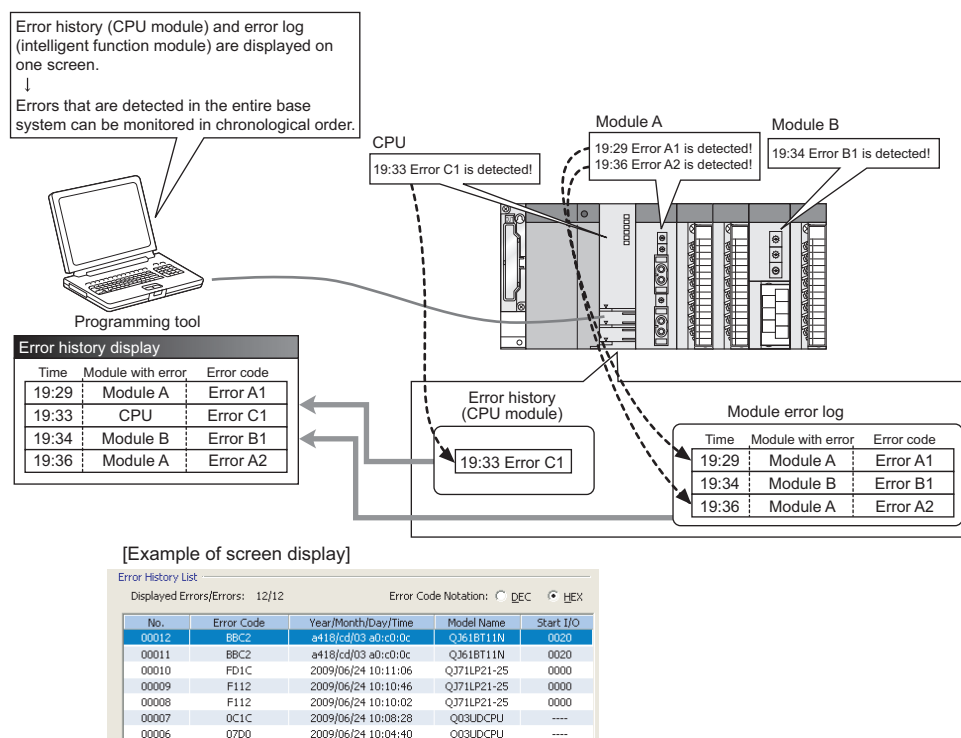 Error history (CPU module) and error log
(intelligent function module) are displayed on
one screen.
↓
Errors that are detected in the entire base
system can be monitored in chronological order.
CPU
19:33 Error C1 is detected!
Module A
19:29 Error A1 is detected!
19:36 Error A2 is detected!
Module B
19:34 Error B1 is detected!
Programming tool
Error history display
Time Module with error Error code
19:29 Module A Error A1
19:33 CPU Error C1
19:34 Module B Error B1
19:36 Module A Error A2
Error history
(CPU module)
19:33 Error C1
Module error log
Time Module with error Error code
19:29 Module A Error A1
19:34 Module B Error B1
19:36 Module A Error A2
[Example of screen display]
Error History List
Displayed Errors/Errors: 12/12 Error Code Notation: DEC HEX
No. Error Code Year/Month/Day/Time Model Name Start I/O
00012 BBC2 a418/cd/03 a0:c0:0c QJ61BT11N 0020
00011 BBC2 a418/cd/03 a0:c0:0c QJ61BT11N 0020
00010 FD1C 2009/06/24 10:11:06 QJ71LP21-25 0000
00009 F112 2009/06/24 10:10:46 QJ71LP21-25 0000
00008 F112 2009/06/24 10:10:02 QJ71LP21-25 0000
00007 0C1C 2009/06/24 10:08:28 Q03UDCPU ----
00006 07D0 2009/06/24 10:04:40 Q03UDCPU ----